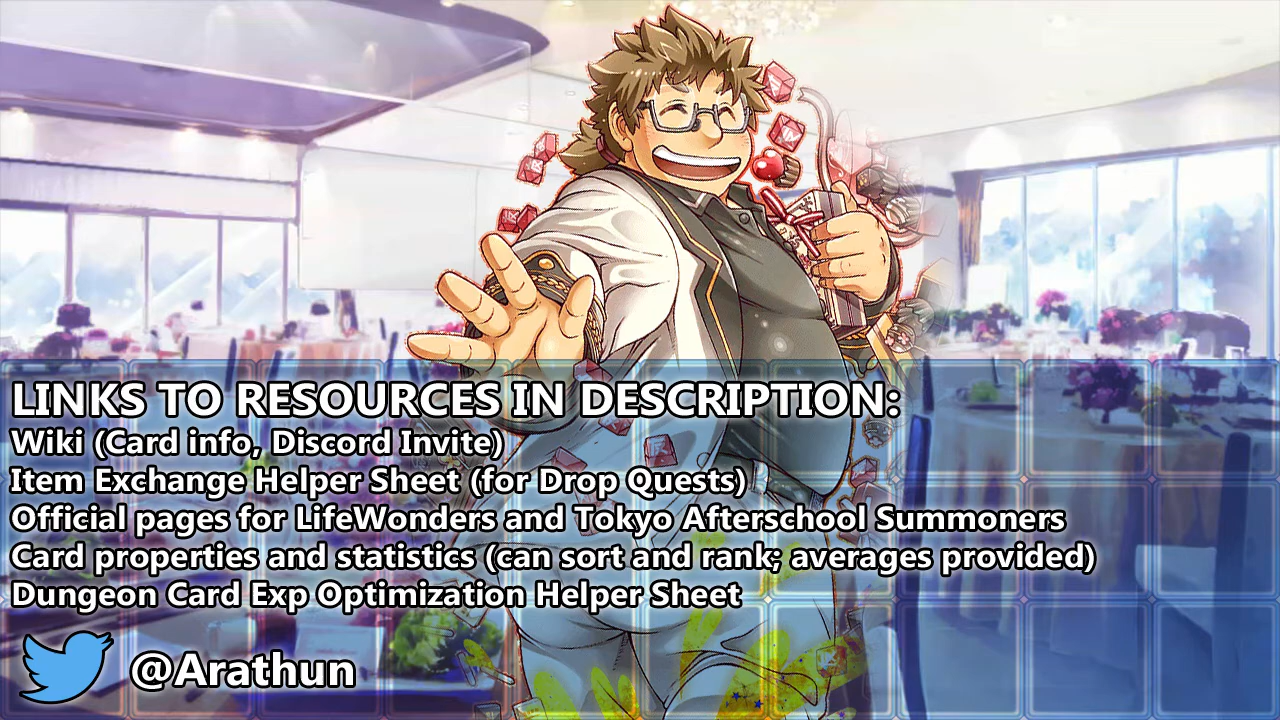 LINKS TO RESOURCES IN DESCRIPTION:
Wiki (Card info, Discord Invite)
Item Exchange Helper Sheet (for Drop Quests)
Official pages for LifeWonders and Tokyo Afterschool Summoners
Card properties and statistics (can sort and rank; averages provided)
Dungeon Card Exp Optimization Helper Sheet
@Arathun